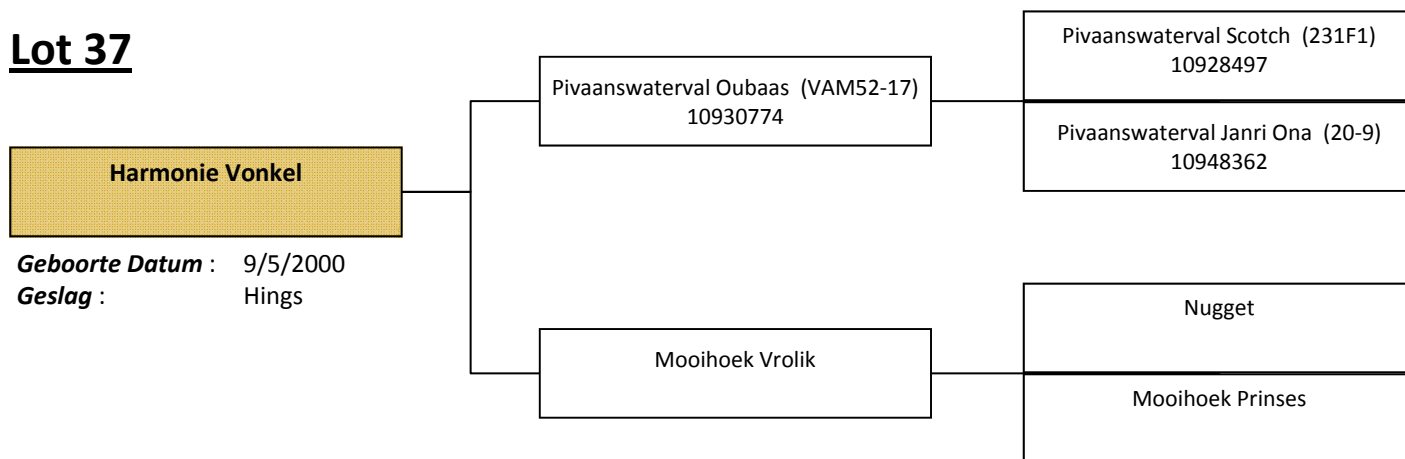 Lot 37
Harmonie Vonkel
Geboorte Datum : 9/5/2000
Geslag : Hings
Pivaanswaterval Oubaas (VAM52-17)
10930774
Mooihoek Vrolik
Pivaanswaterval Scotch (231F1)
10928497
Pivaanswaterval Janri Ona (20-9)
10948362
Nugget
Mooihoek Prinses